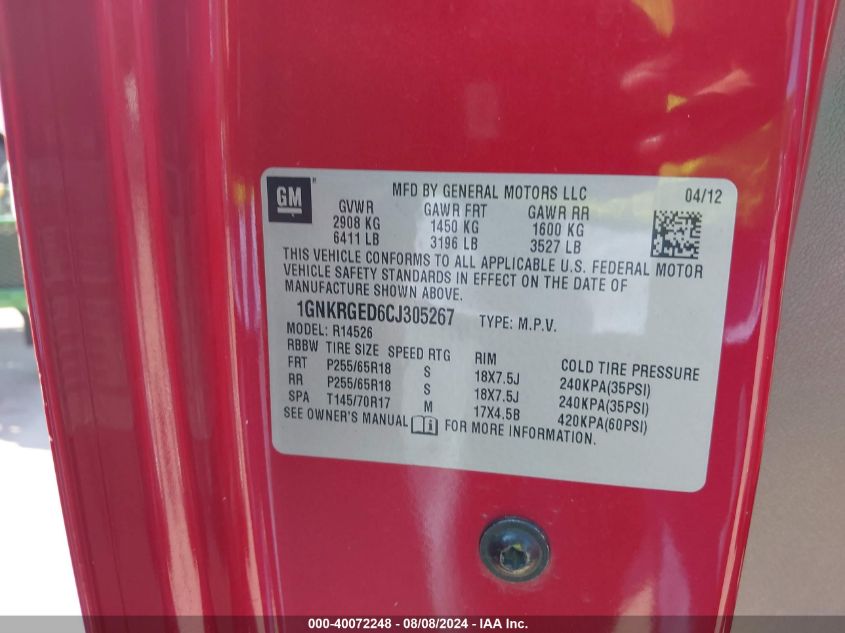 GM ®
MFD BY GENERAL MOTORS LLC 04/12
GVWR GAWR FRT GAWR RR
2908 KG 1450 KG 1600 KG
6411 LB 3196 LB 3527 LB
THIS VEHICLE CONFORMS TO ALL APPLICABLE U.S. FEDERAL MOTOR
VEHICLE SAFETY STANDARDS IN EFFECT ON THE DATE OF
MANUFACTURE SHOWN ABOVE.
1GNKRGED6CJ305267 TYPE: M.P.V.
MODEL: R14526
RBBW TIRE SIZE SPEED RTG RIM COLD TIRE PRESSURE
FRT P255/65R18 S 18X7.5J 240KPA(35PSI)
RR P255/65R18 S 18X7.5J 240KPA(35PSI)
SPA T145/70R17 M 17X4.5B 420KPA(60PSI)
SEE OWNER'S MANUAL FOR MORE INFORMATION.
000-40072248 - 08/08/2024 - IAA Inc.